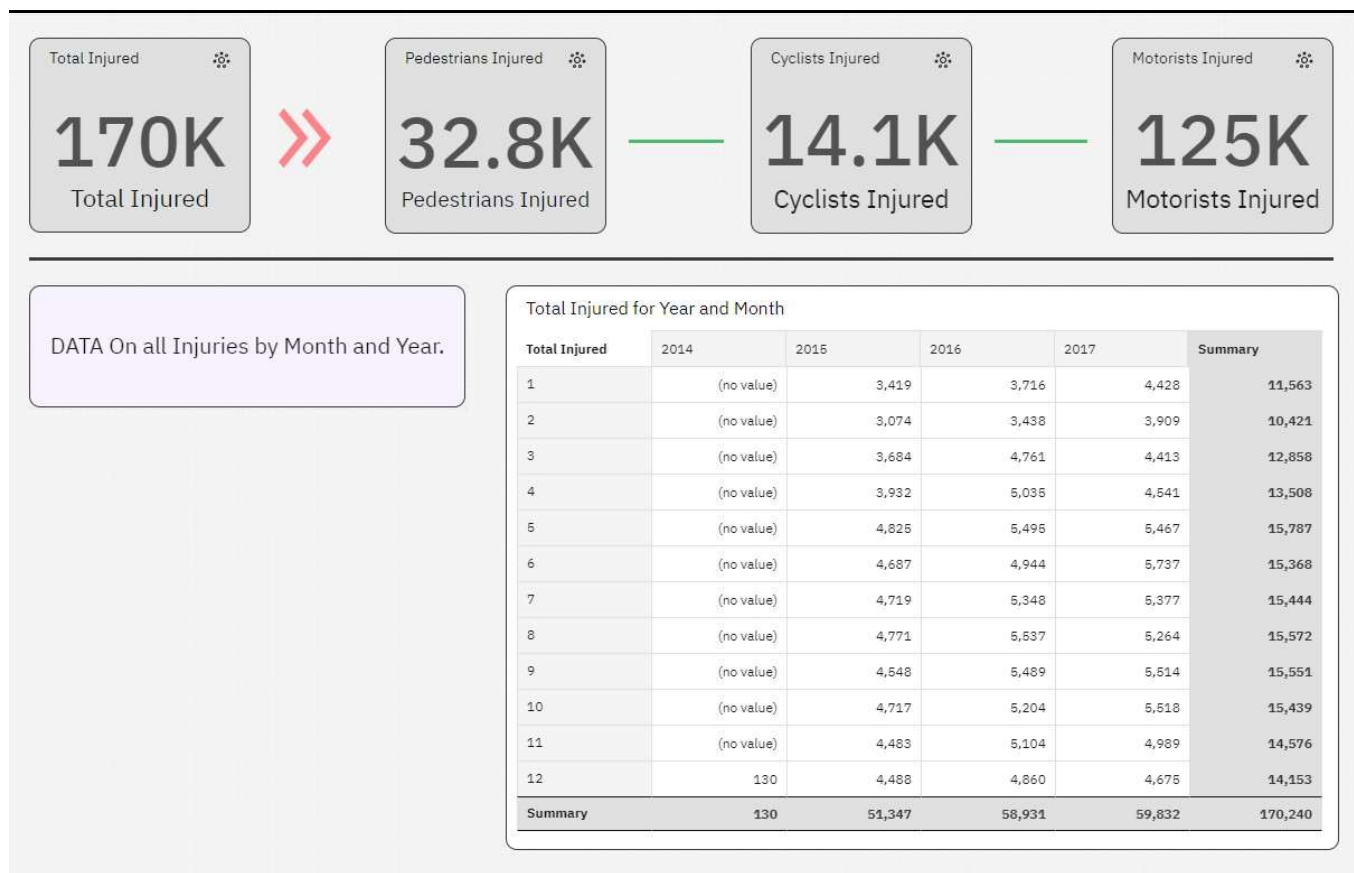 Total Injured Pedestrians Injured Cyclists Injured Motorists Injured
170K 32.8K 14.1K 125K
Total Injured Pedestrians Injured Cyclists Injured Motorists Injured
DATA On all Injuries by Month and Year.
Total Injured for Year and Month
Total Injured 2014 2015 2016 2017 Summary
1 (no value) 3,419 3,716 4,428 11,563
2 (no value) 3,074 3,438 3,909 10,421
3 (no value) 3,684 4,761 4,413 12,858
4 (no value) 3,932 5,035 4,541 13,508
5 (no value) 4,825 5,495 5,467 15,787
6 (no value) 4,687 4,944 5,737 15,368
7 (no value) 4,719 5,348 5,377 15,444
8 (no value) 4,771 5,537 5,264 15,572
9 (no value) 4,548 5,489 5,514 15,551
10 (no value) 4,717 5,204 5,518 15,439
11 (no value) 4,483 5,104 4,989 14,576
12 130 4,488 4,860 4,675 14,153
Summary 130 51,347 58,931 59,832 170,240